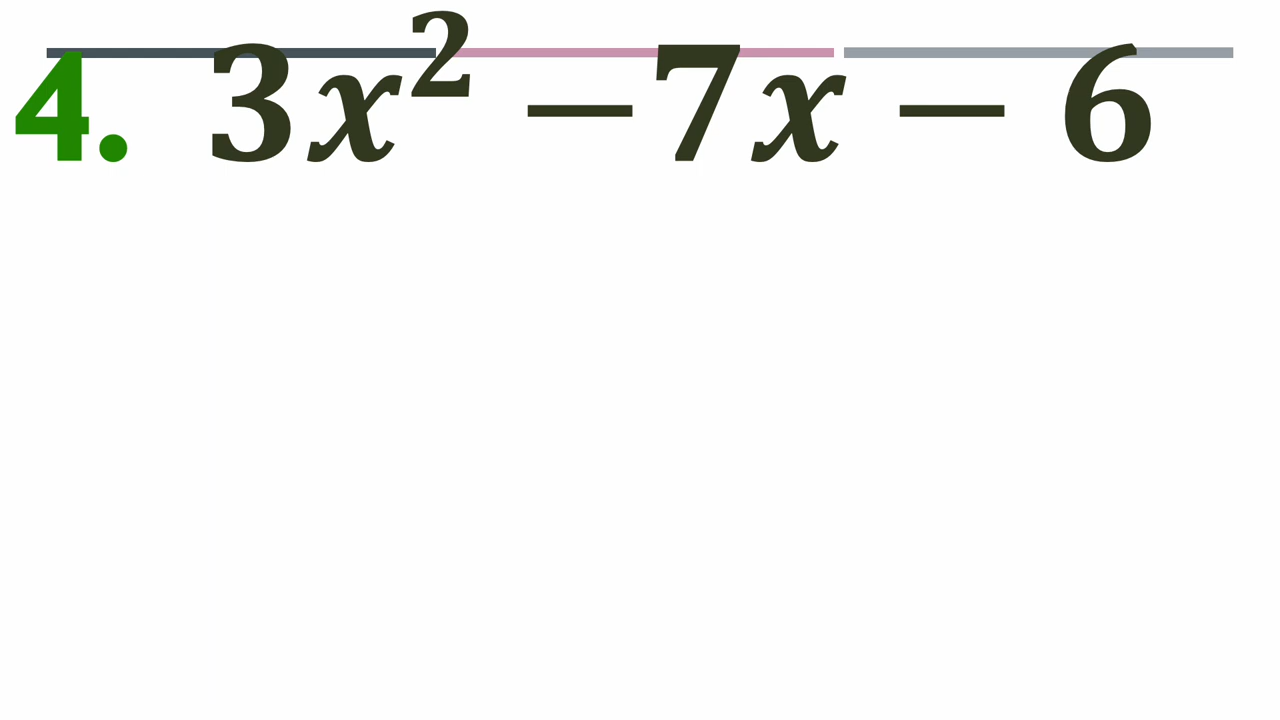 4. 3x² − 7x − 6